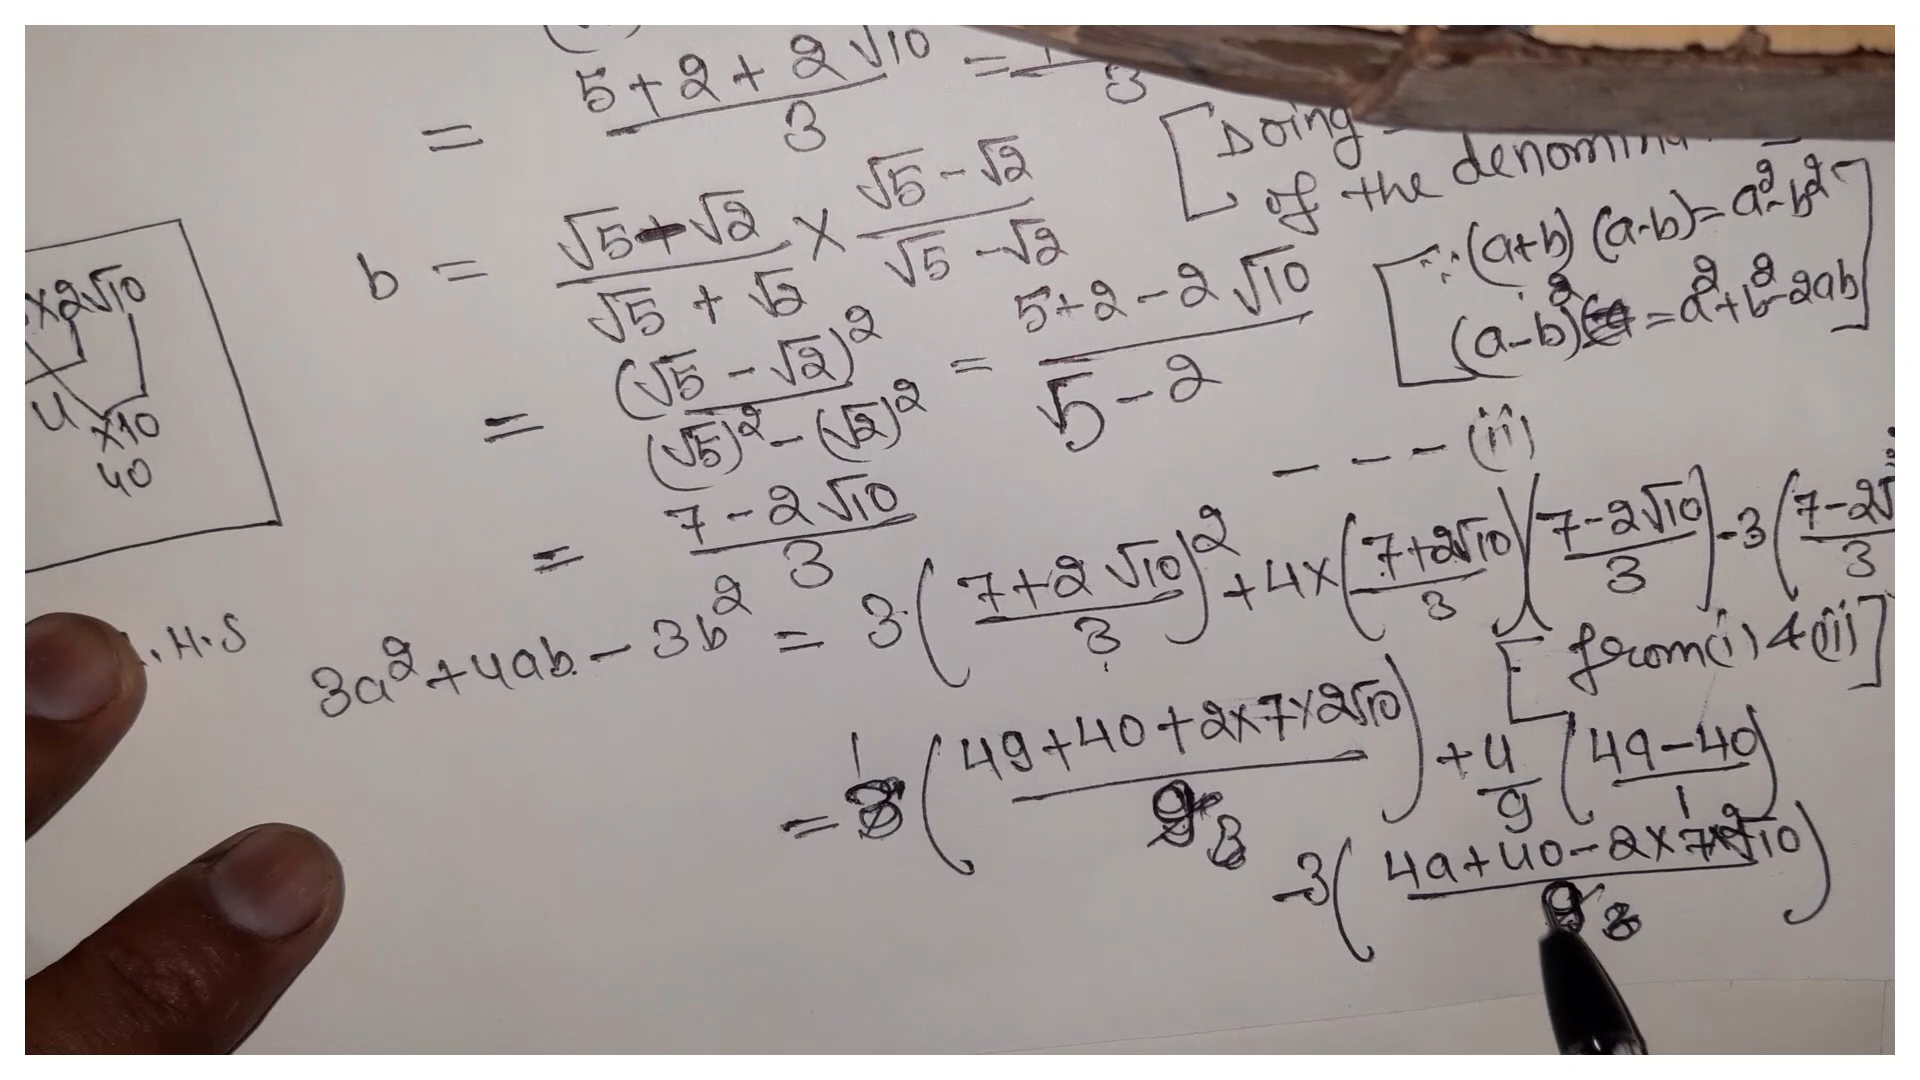 = (5+2+2√10)/3 = /3
[Doing
of the denomin
b = (√5-√2)/(√5+√2) × (√5-√2)/(√5-√2)
[∵(a+b)(a-b)=a²-b²
(a-b)²=a²+b²-2ab]
= (√5-√2)²/((√5)²-(√2)²) = (5+2-2√10)/(√5-2)
= (7-2√10)/3 ---(ii)
×2√10
4 ×10
40
.H.S
3a²+4ab-3b² = 3((7+2√10)/3)²+4×((7+2√10)/3)((7-2√10)/3)-3((7-2√/3
[from(i)&(ii)]
= 3 1((49+40+2×7×2√10)/9 3)+4/9((49-40)/1)
-3((49+40-2×7×2√10)/9 3)